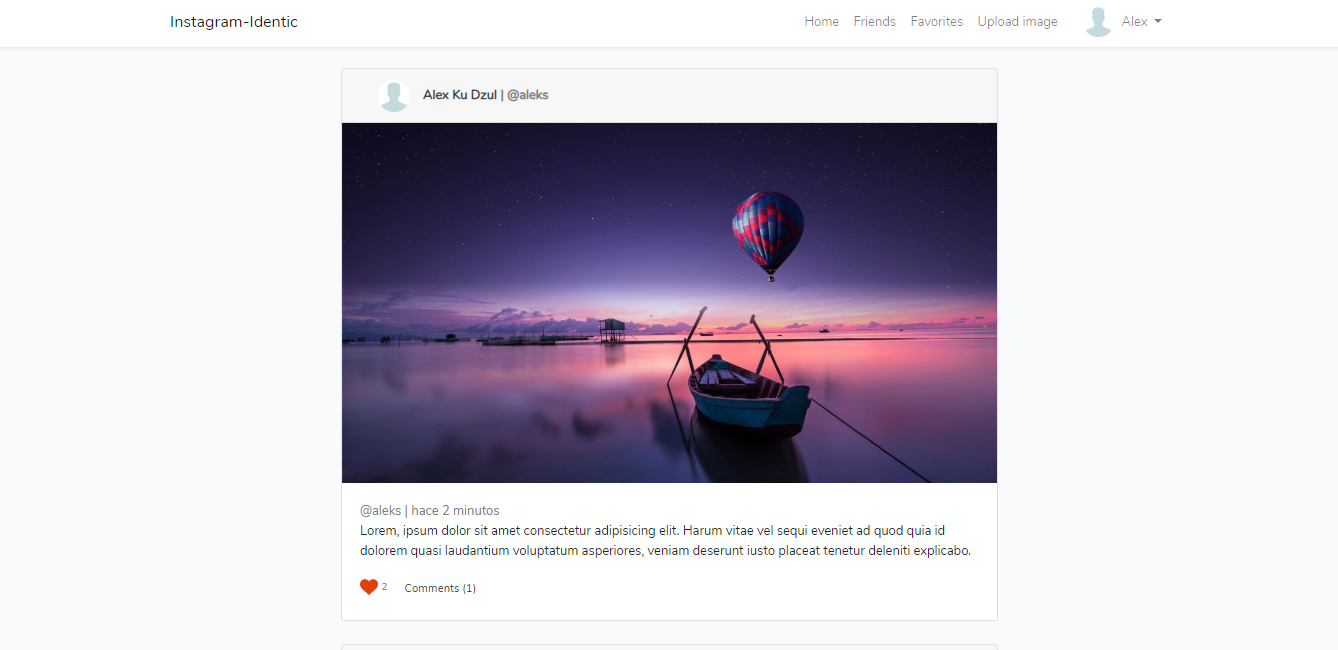 Instagram-Identic
Home Friends Favorites Upload image Alex
Alex Ku Dzul | @aleks
@aleks | hace 2 minutos
Lorem, ipsum dolor sit amet consectetur adipisicing elit. Harum vitae vel sequi eveniet ad quod quia id
dolorem quasi laudantium voluptatum asperiores, veniam deserunt iusto placeat tenetur deleniti explicabo.
2 Comments (1)